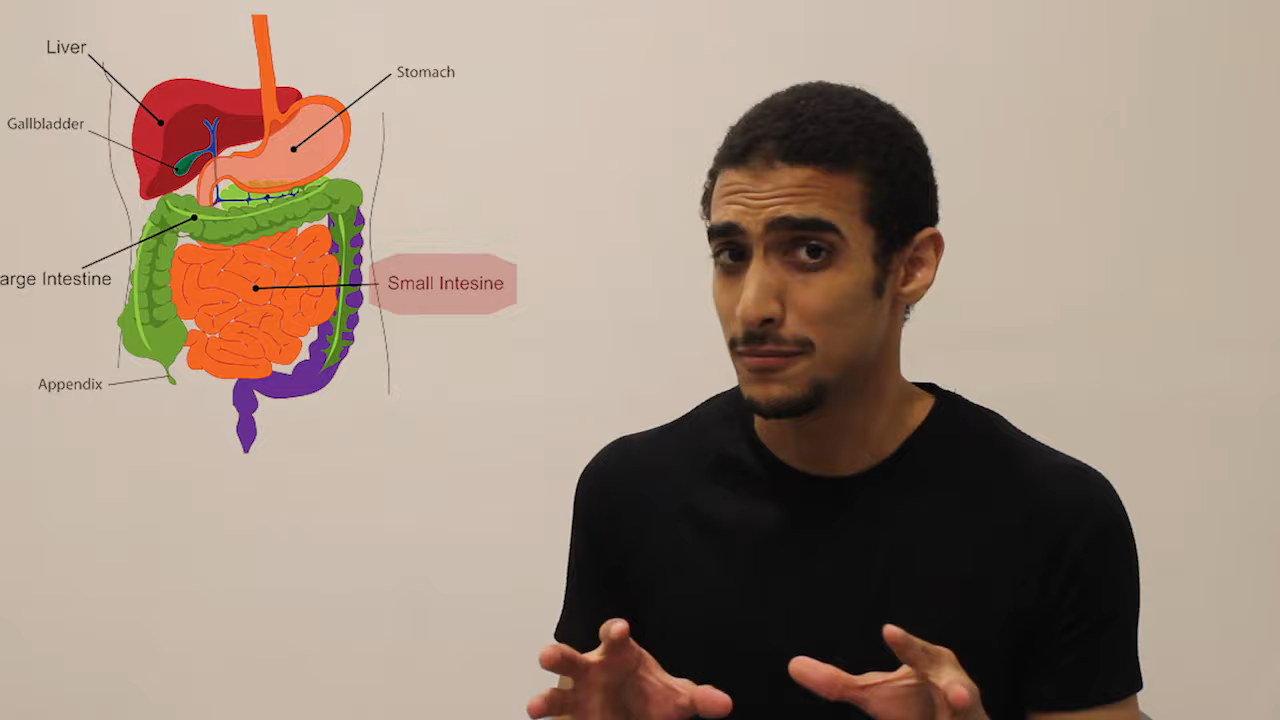 Liver
Stomach
Gallbladder
arge Intestine
Small Intesine
Appendix